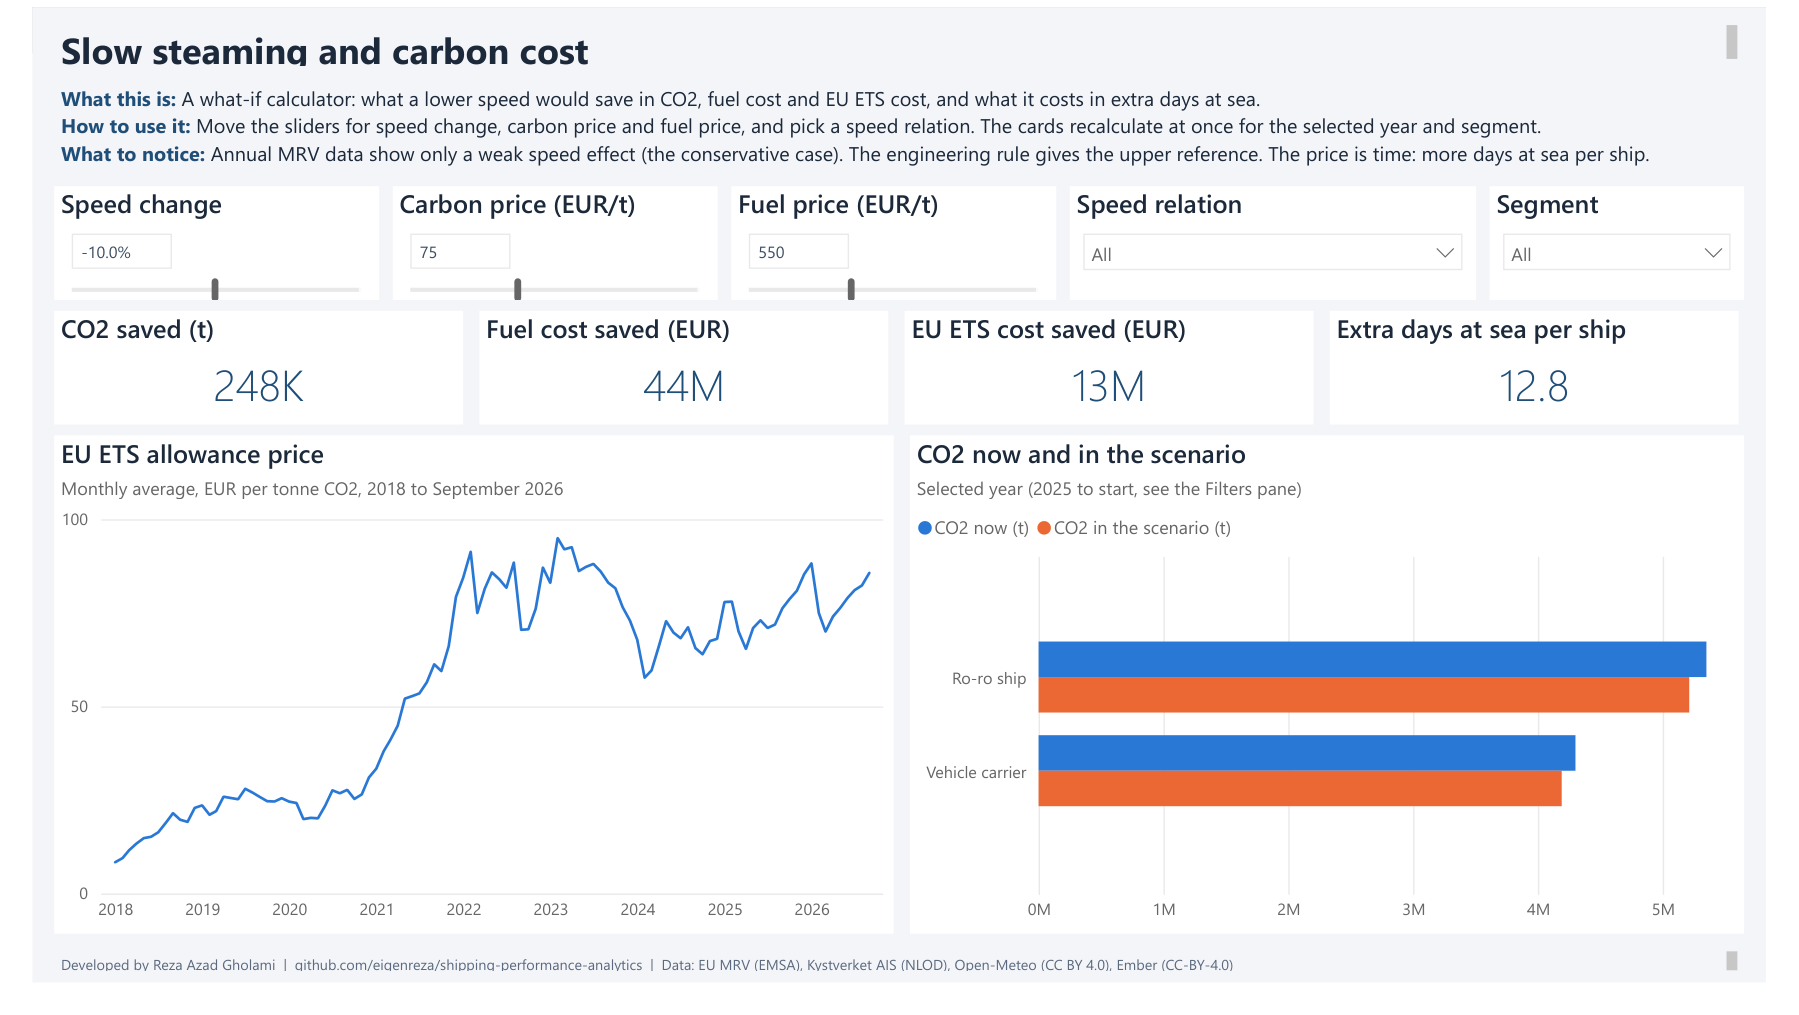 Slow steaming and carbon cost
What this is: A what-if calculator: what a lower speed would save in CO2, fuel cost and EU ETS cost, and what it costs in extra days at sea.
How to use it: Move the sliders for speed change, carbon price and fuel price, and pick a speed relation. The cards recalculate at once for the selected year and segment.
What to notice: Annual MRV data show only a weak speed effect (the conservative case). The engineering rule gives the upper reference. The price is time: more days at sea per ship.
Speed change
-10.0%
Carbon price (EUR/t)
75
Fuel price (EUR/t)
550
Speed relation
All
Segment
All
CO2 saved (t)
248K
Fuel cost saved (EUR)
44M
EU ETS cost saved (EUR)
13M
Extra days at sea per ship
12.8
EU ETS allowance price
Monthly average, EUR per tonne CO2, 2018 to September 2026
100
50
0
2018 2019 2020 2021 2022 2023 2024 2025 2026
CO2 now and in the scenario
Selected year (2025 to start, see the Filters pane)
CO2 now (t) CO2 in the scenario (t)
Ro-ro ship
Vehicle carrier
0M 1M 2M 3M 4M 5M
Developed by Reza Azad Gholami | github.com/eigenreza/shipping-performance-analytics | Data: EU MRV (EMSA), Kystverket AIS (NLOD), Open-Meteo (CC BY 4.0), Ember (CC-BY-4.0)